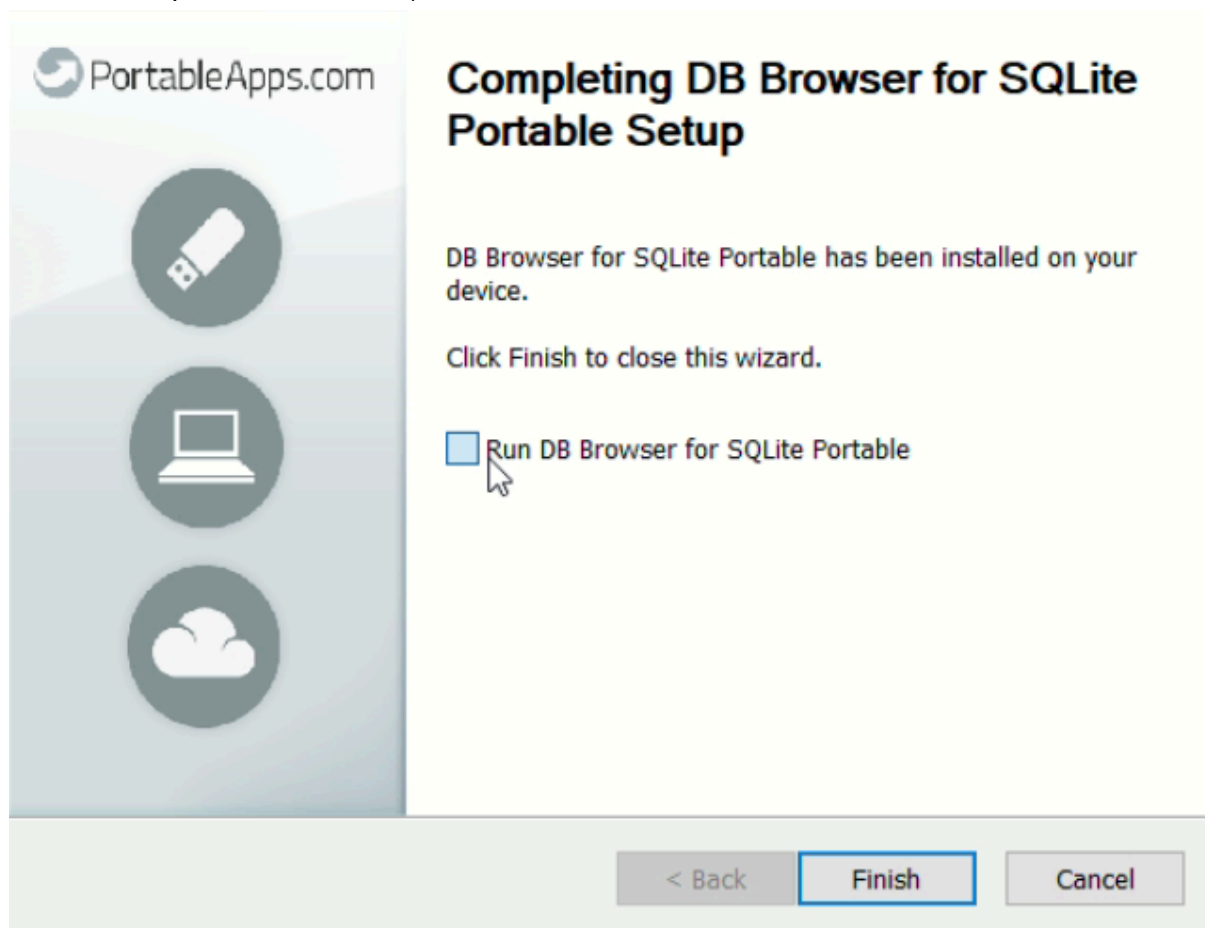 PortableApps.com
Completing DB Browser for SQLite
Portable Setup
DB Browser for SQLite Portable has been installed on your
device.
Click Finish to close this wizard.
Run DB Browser for SQLite Portable
< Back
Finish
Cancel